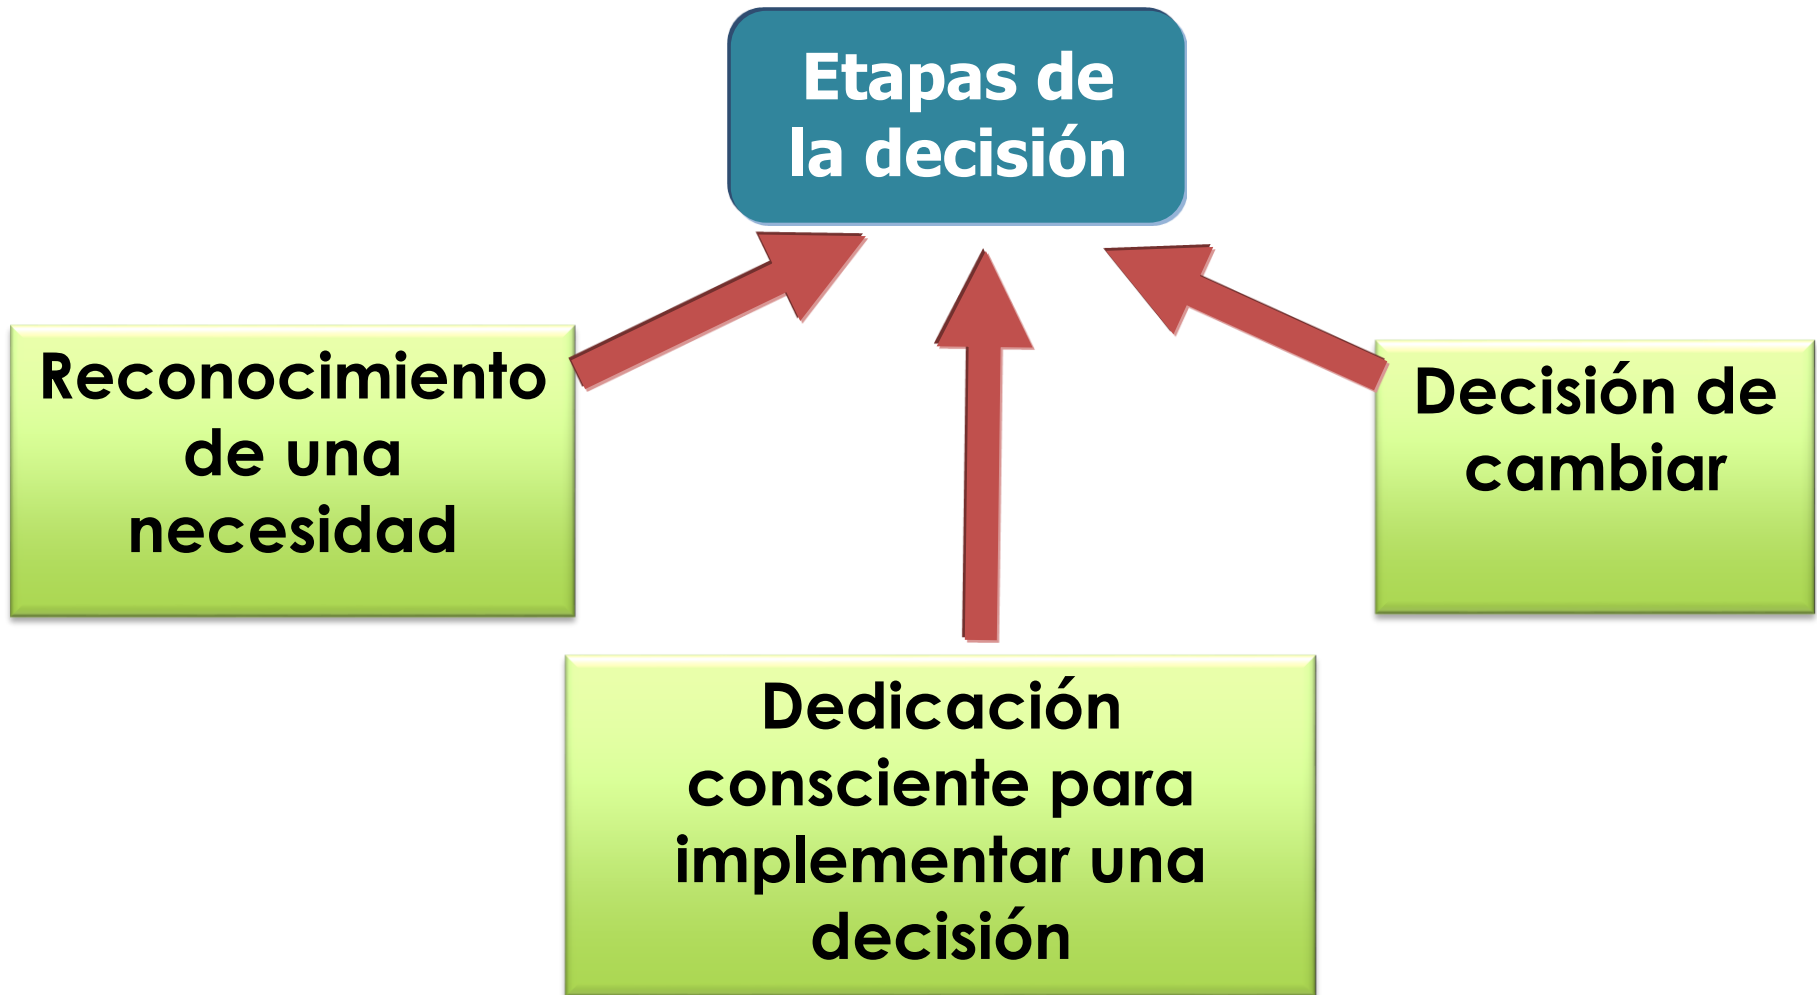 Etapas de
la decisión
Reconocimiento
de una
necesidad
Decisión de
cambiar
Dedicación
consciente para
implementar una
decisión